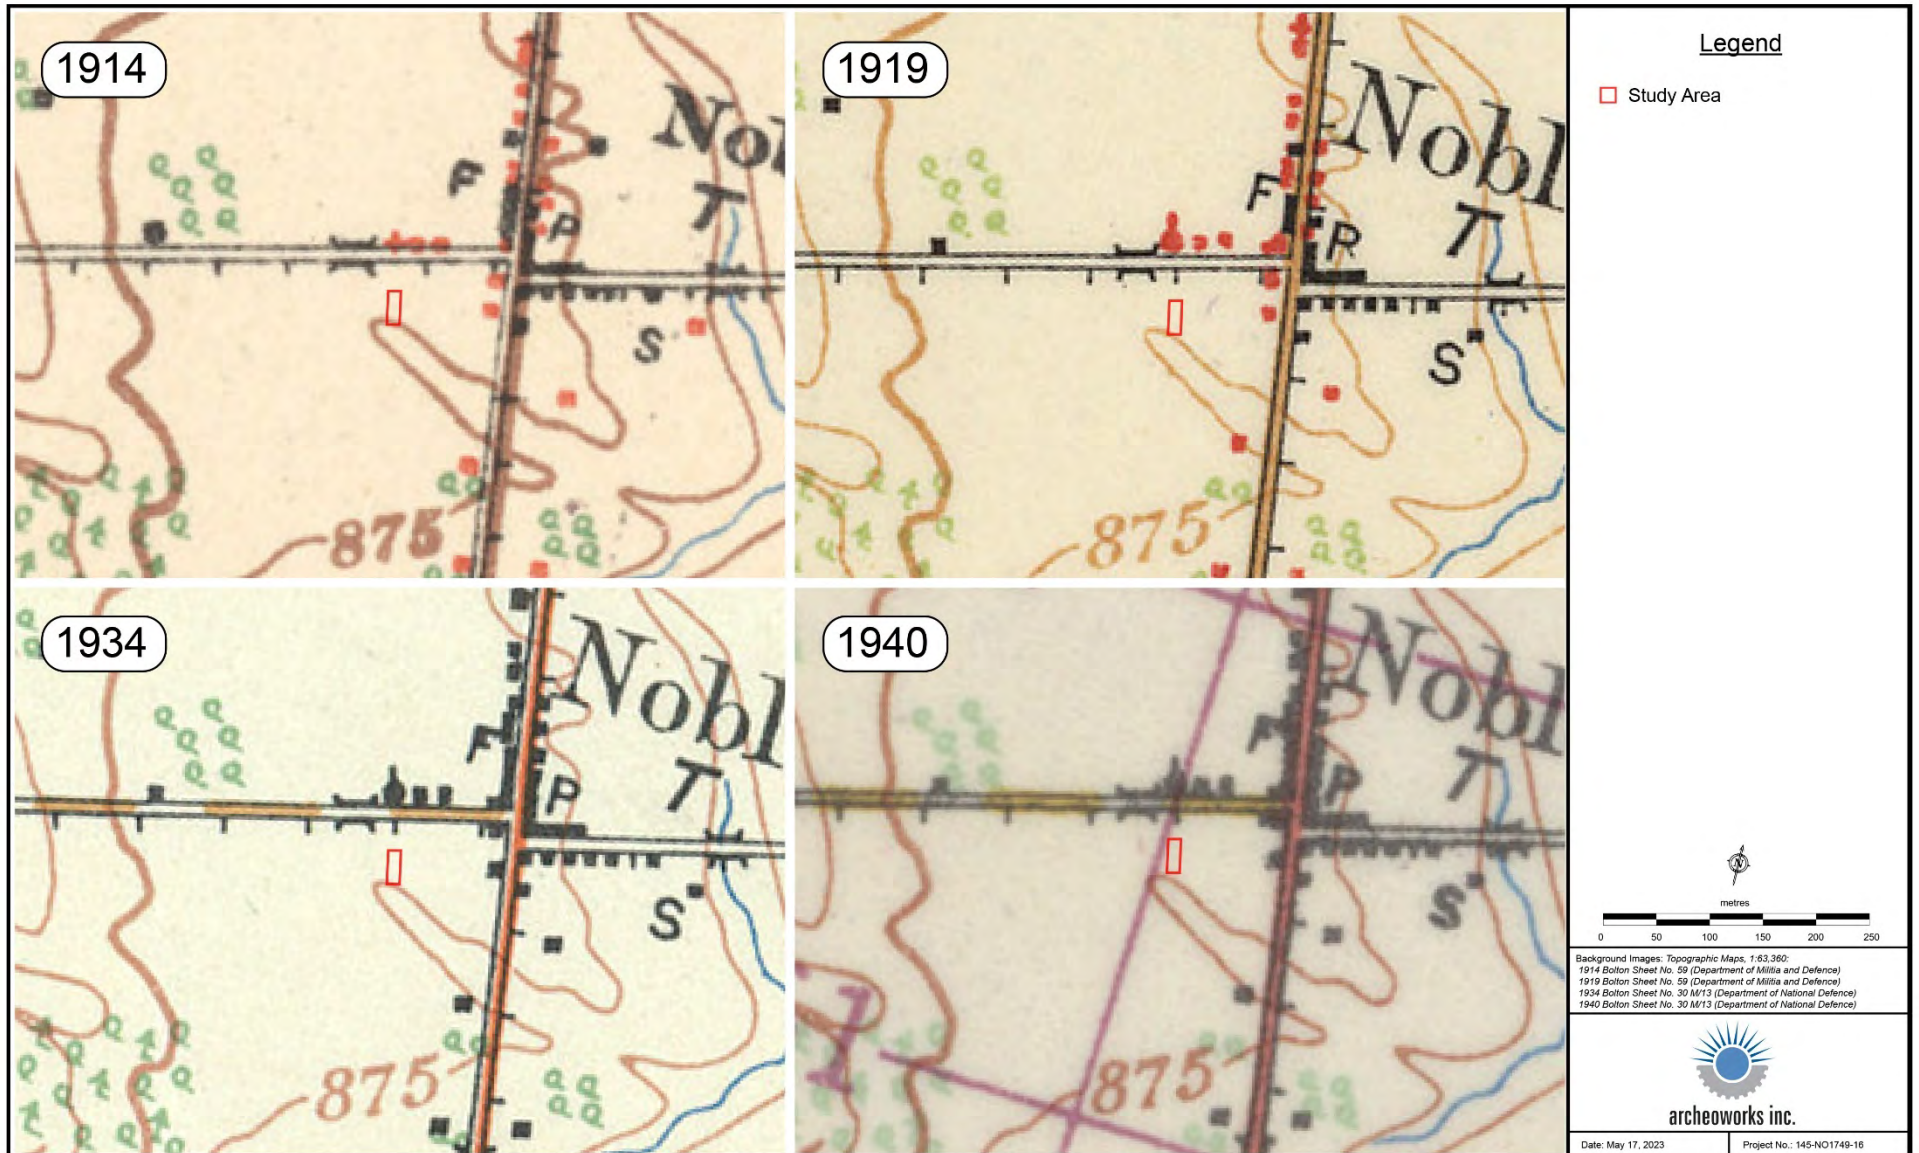 1914
Nobl
F
T
P
S
875
1919
Nobl
F
T
R
S
875
1934
Nobl
F
T
P
S
875
1940
Nobl
F
T
P
S
1
875
Legend
Study Area
N
metres
0 50 100 150 200 250
Background Images: Topographic Maps, 1:63,360:
1914 Bolton Sheet No. 59 (Department of Militia and Defence)
1919 Bolton Sheet No. 59 (Department of Militia and Defence)
1934 Bolton Sheet No. 30 M/13 (Department of National Defence)
1940 Bolton Sheet No. 30 M/13 (Department of National Defence)
archeoworks inc.
Date: May 17, 2023
Project No.: 145-NO1749-16